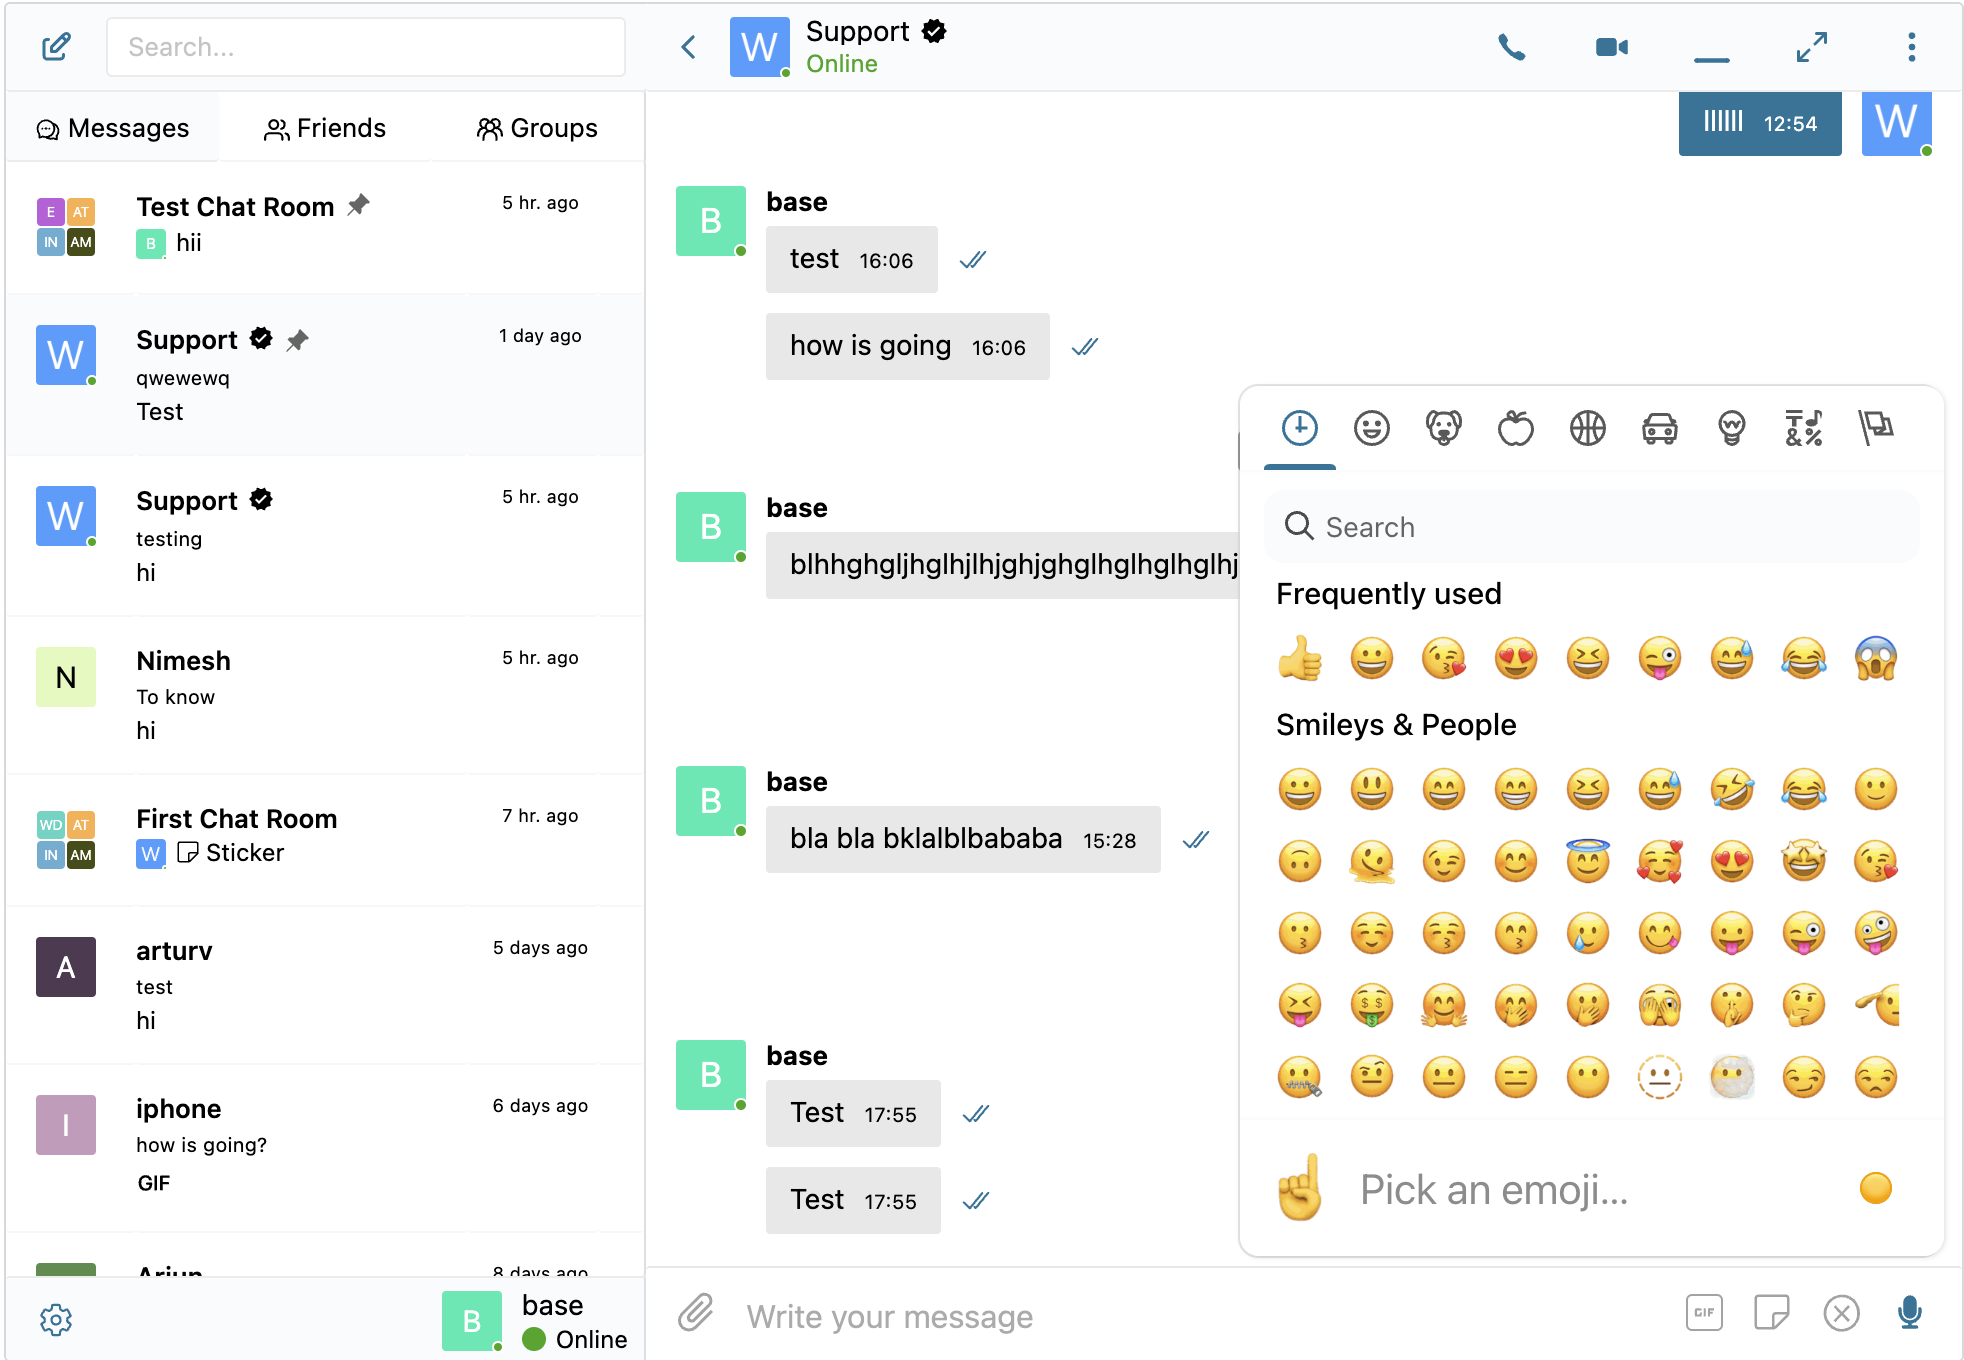 Search...
Messages
Friends
Groups
E AT
IN AM
Test Chat Room
5 hr. ago
B hii
W
Support
1 day ago
qwewewq
Test
W
Support
5 hr. ago
testing
hi
N
Nimesh
5 hr. ago
To know
hi
WD AT
IN AM
First Chat Room
7 hr. ago
W Sticker
A
arturv
5 days ago
test
hi
I
iphone
6 days ago
how is going?
GIF
Arjun
8 days ago
B
base
Online
W
Support
Online
12:54
W
B
base
test 16:06
how is going 16:06
B
base
blhhghgljhglhjlhjghjghglhglhglhglhj
B
base
bla bla bklalblbababa 15:28
B
base
Test 17:55
Test 17:55
Search
Frequently used
Smileys & People
Pick an emoji...
Write your message
GIF